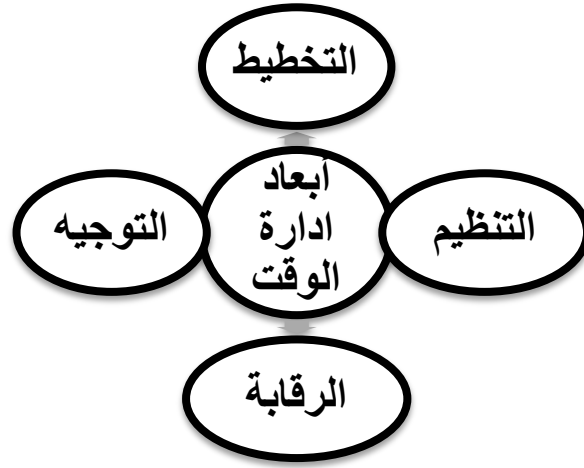 التخطيط
أبعاد
ادارة
الوقت
التنظيم
التوجيه
الرقابة